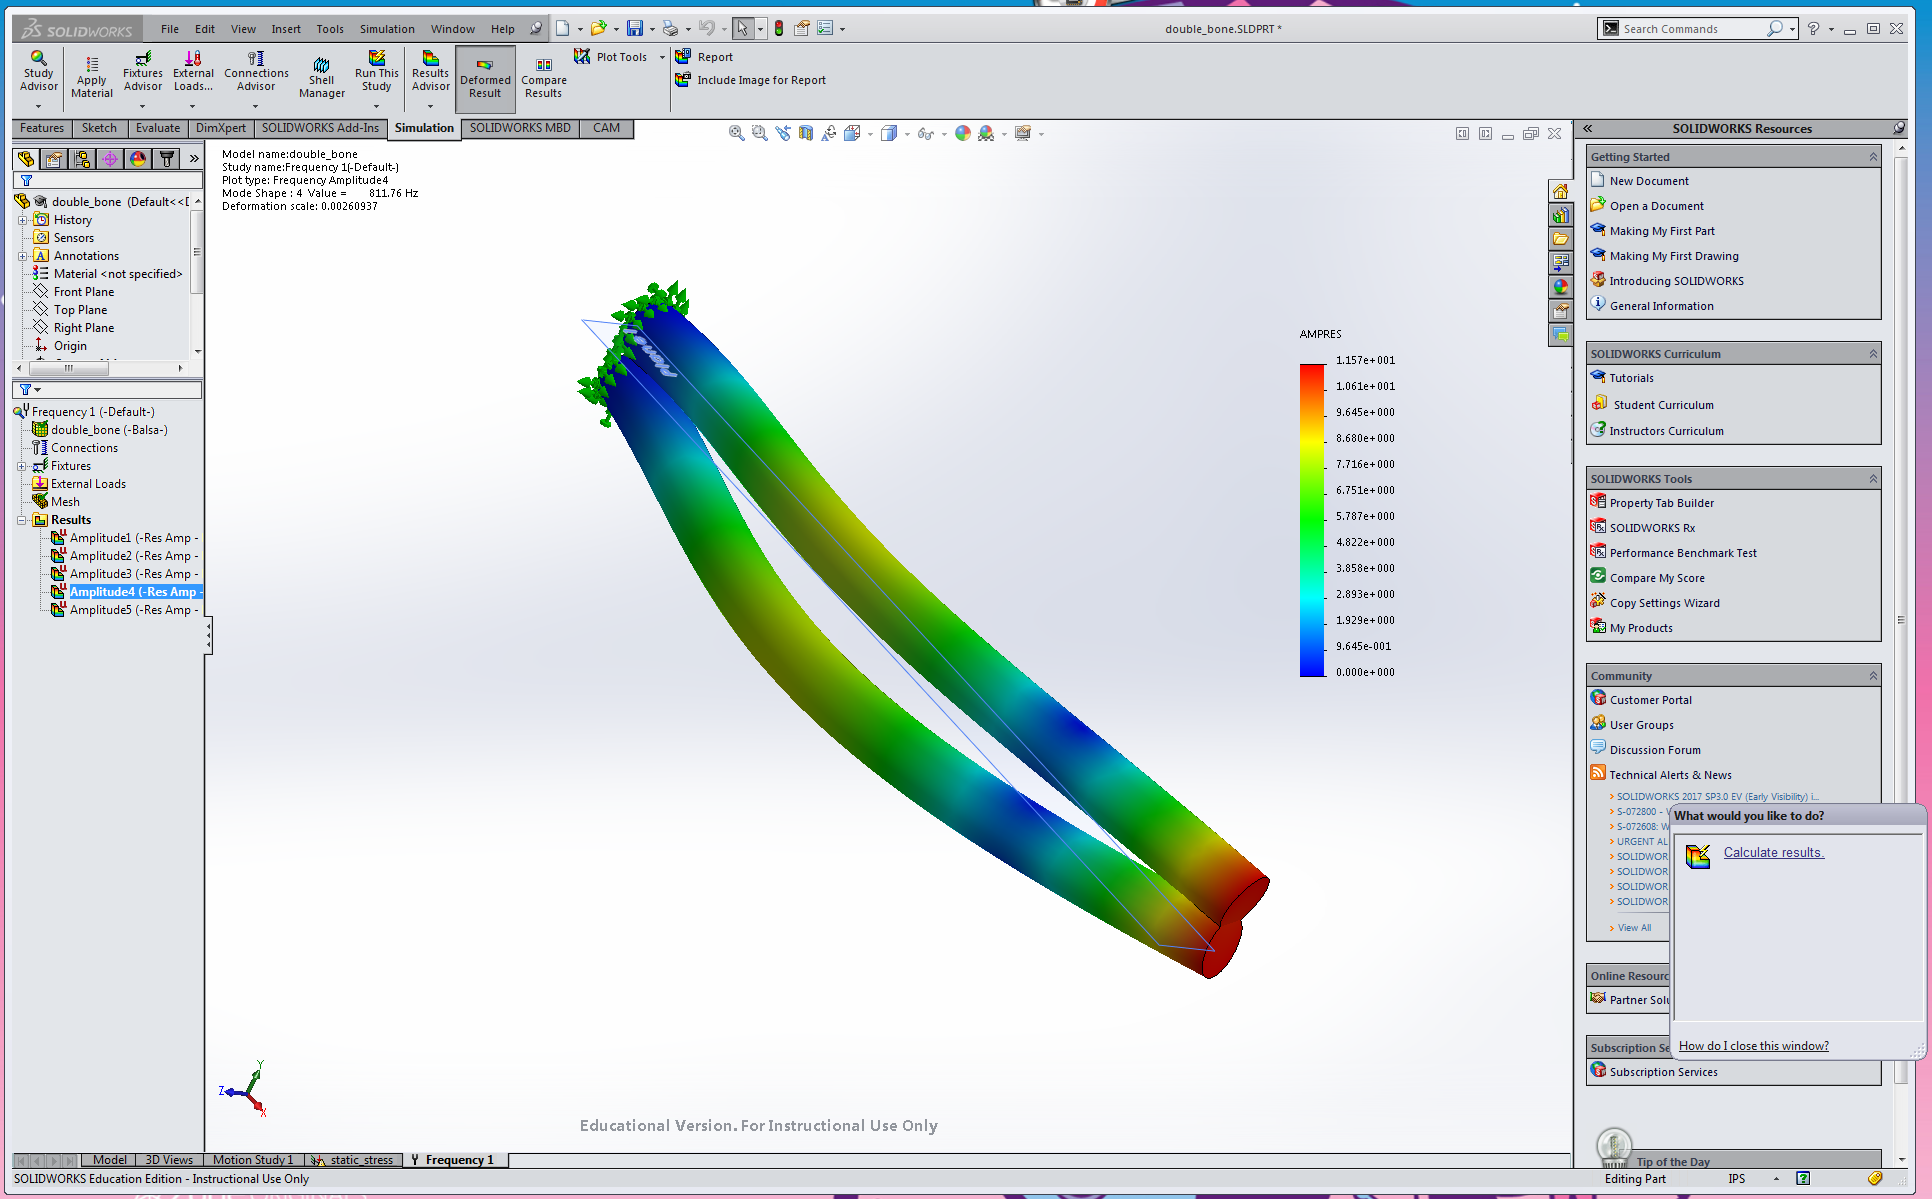 SOLIDWORKS File Edit View Insert Tools Simulation Window Help double_bone.SLDPRT * Search Commands
Study Advisor
Apply Material
Fixtures Advisor
External Loads...
Connections Advisor
Shell Manager
Run This Study
Results Advisor
Deformed Result
Compare Results
Plot Tools
Report
Include Image for Report
Features Sketch Evaluate DimXpert SOLIDWORKS Add-Ins Simulation SOLIDWORKS MBD CAM
double_bone (Default<<D
History
Sensors
Annotations
Material <not specified>
Front Plane
Top Plane
Right Plane
Origin
Frequency 1 (-Default-)
double_bone (-Balsa-)
Connections
Fixtures
External Loads
Mesh
Results
Amplitude1 (-Res Amp -
Amplitude2 (-Res Amp -
Amplitude3 (-Res Amp -
Amplitude4 (-Res Amp -
Amplitude5 (-Res Amp -
Model name:double_bone
Study name:Frequency 1(-Default-)
Plot type: Frequency Amplitude4
Mode Shape : 4 Value = 811.76 Hz
Deformation scale: 0.00260937
AMPRES
1.157e+001
1.061e+001
9.645e+000
8.680e+000
7.716e+000
6.751e+000
5.787e+000
4.822e+000
3.858e+000
2.893e+000
1.929e+000
9.645e-001
0.000e+000
Y
Z
X
Educational Version. For Instructional Use Only
SOLIDWORKS Resources
Getting Started
New Document
Open a Document
Making My First Part
Making My First Drawing
Introducing SOLIDWORKS
General Information
SOLIDWORKS Curriculum
Tutorials
Student Curriculum
Instructors Curriculum
SOLIDWORKS Tools
Property Tab Builder
SOLIDWORKS Rx
Performance Benchmark Test
Compare My Score
Copy Settings Wizard
My Products
Community
Customer Portal
User Groups
Discussion Forum
Technical Alerts & News
SOLIDWORKS 2017 SP3.0 EV (Early Visibility) i...
S-072800 -
S-072608: W
URGENT AL
SOLIDWOR
SOLIDWOR
SOLIDWOR
SOLIDWOR
View All
Online Resourc
Partner Solu
Subscription Se
Subscription Services
Tip of the Day
What would you like to do?
Calculate results.
How do I close this window?
Model 3D Views Motion Study 1 static_stress Frequency 1
SOLIDWORKS Education Edition - Instructional Use Only Editing Part IPS